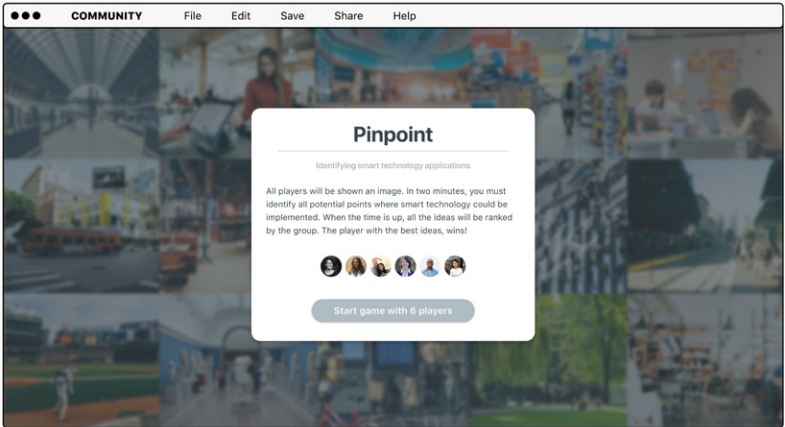 COMMUNITY File Edit Save Share Help
Pinpoint
Identifying smart technology applications
All players will be shown an image. In two minutes, you must
identify all potential points where smart technology could be
implemented. When the time is up, all the ideas will be ranked
by the group. The player with the best ideas, wins!
Start game with 6 players